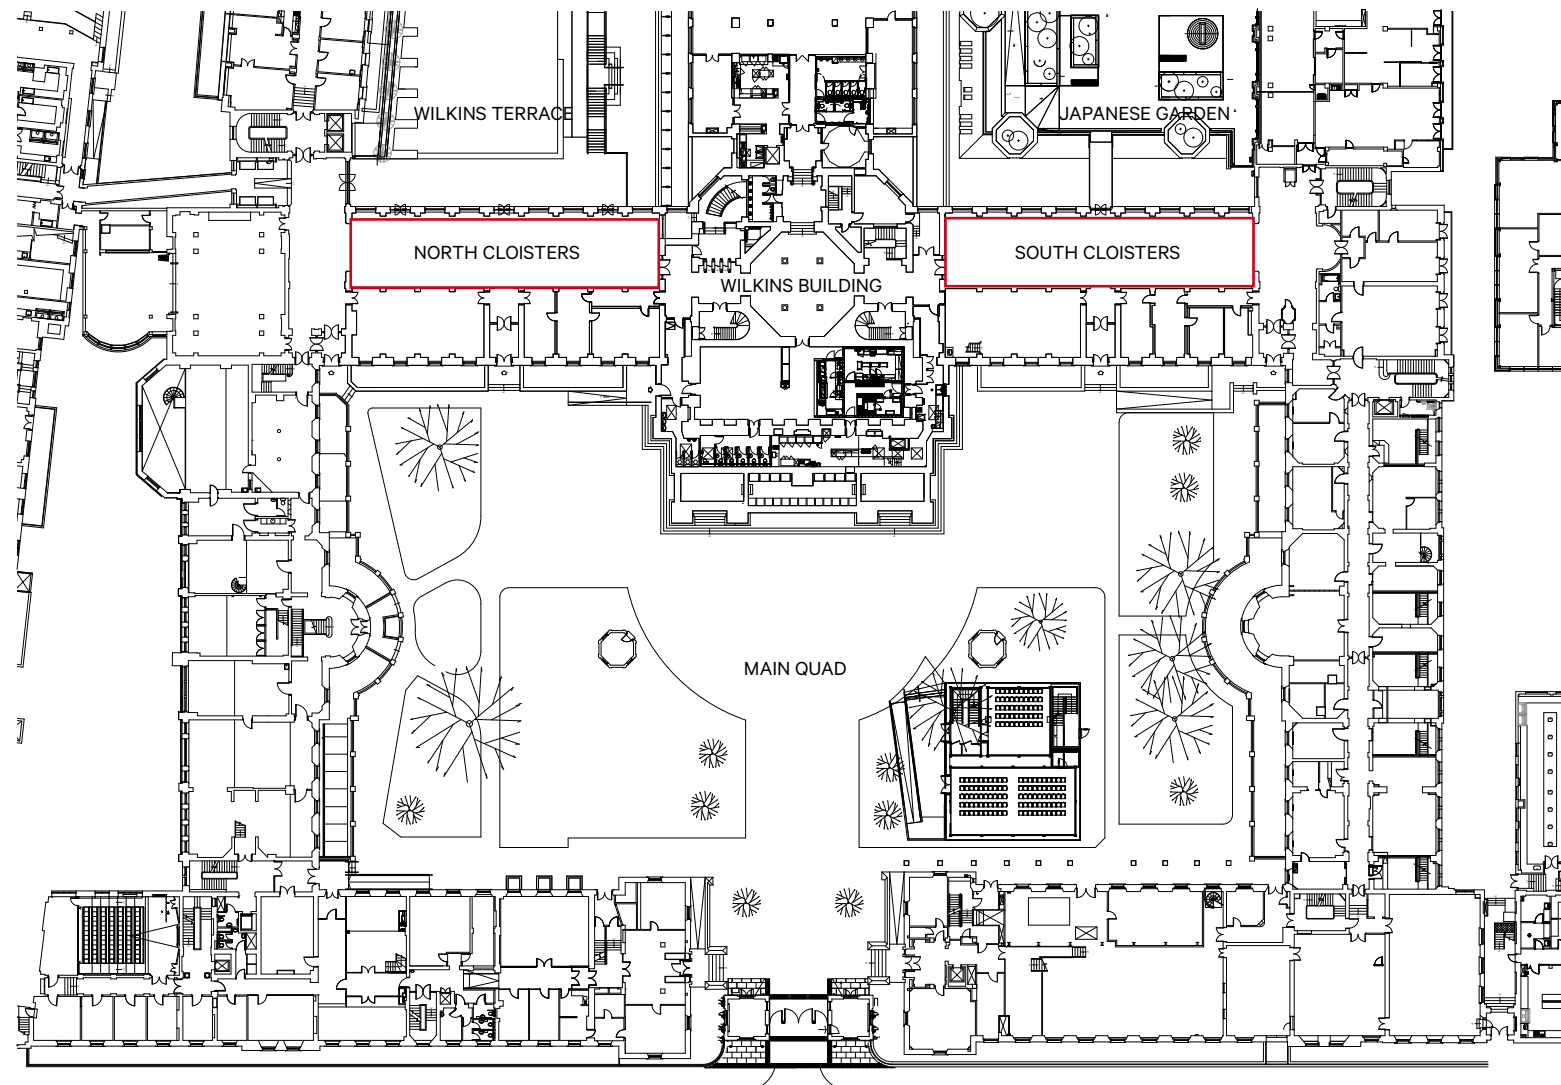 WILKINS TERRACE
JAPANESE GARDEN
NORTH CLOISTERS
SOUTH CLOISTERS
WILKINS BUILDING
MAIN QUAD